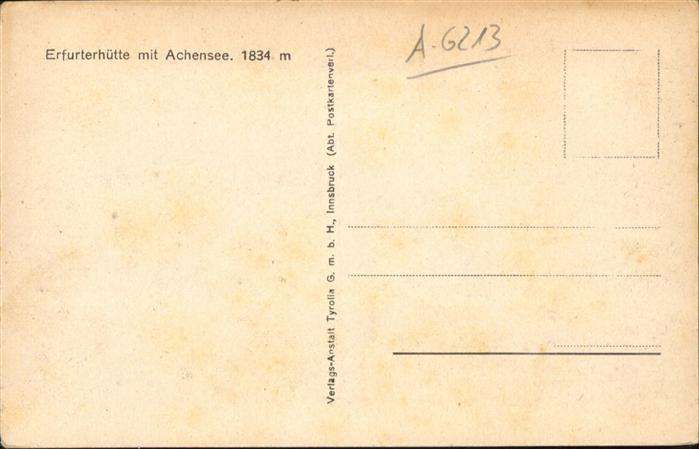 Erfurterhütte mit Achensee. 1834 m
A-6213
Verlags-Anstalt Tyrolia G. m. b. H., Innsbruck (Abt. Postkartenverl.)